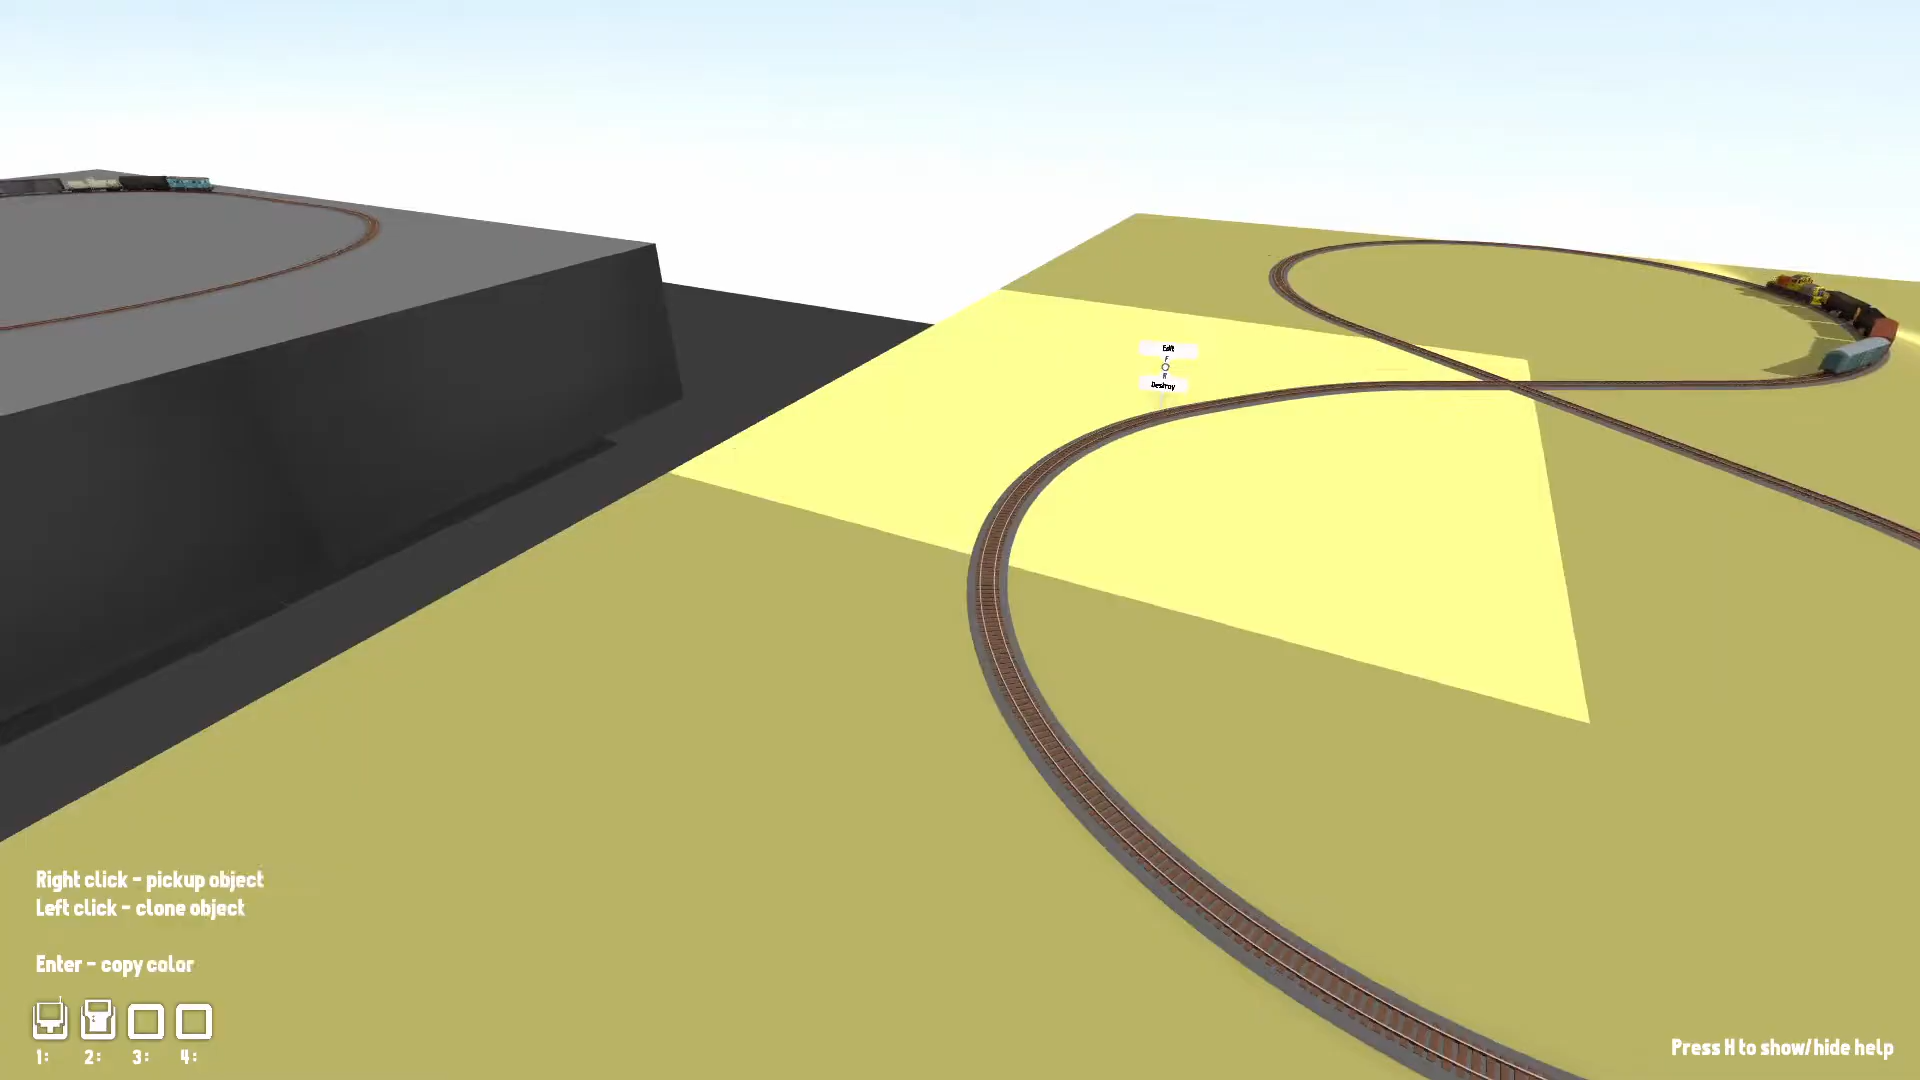 Edit
F
R
Destroy
Right click - pickup object
Left click - clone object
Enter - copy color
1: 2: 3: 4:
Press H to show/hide help